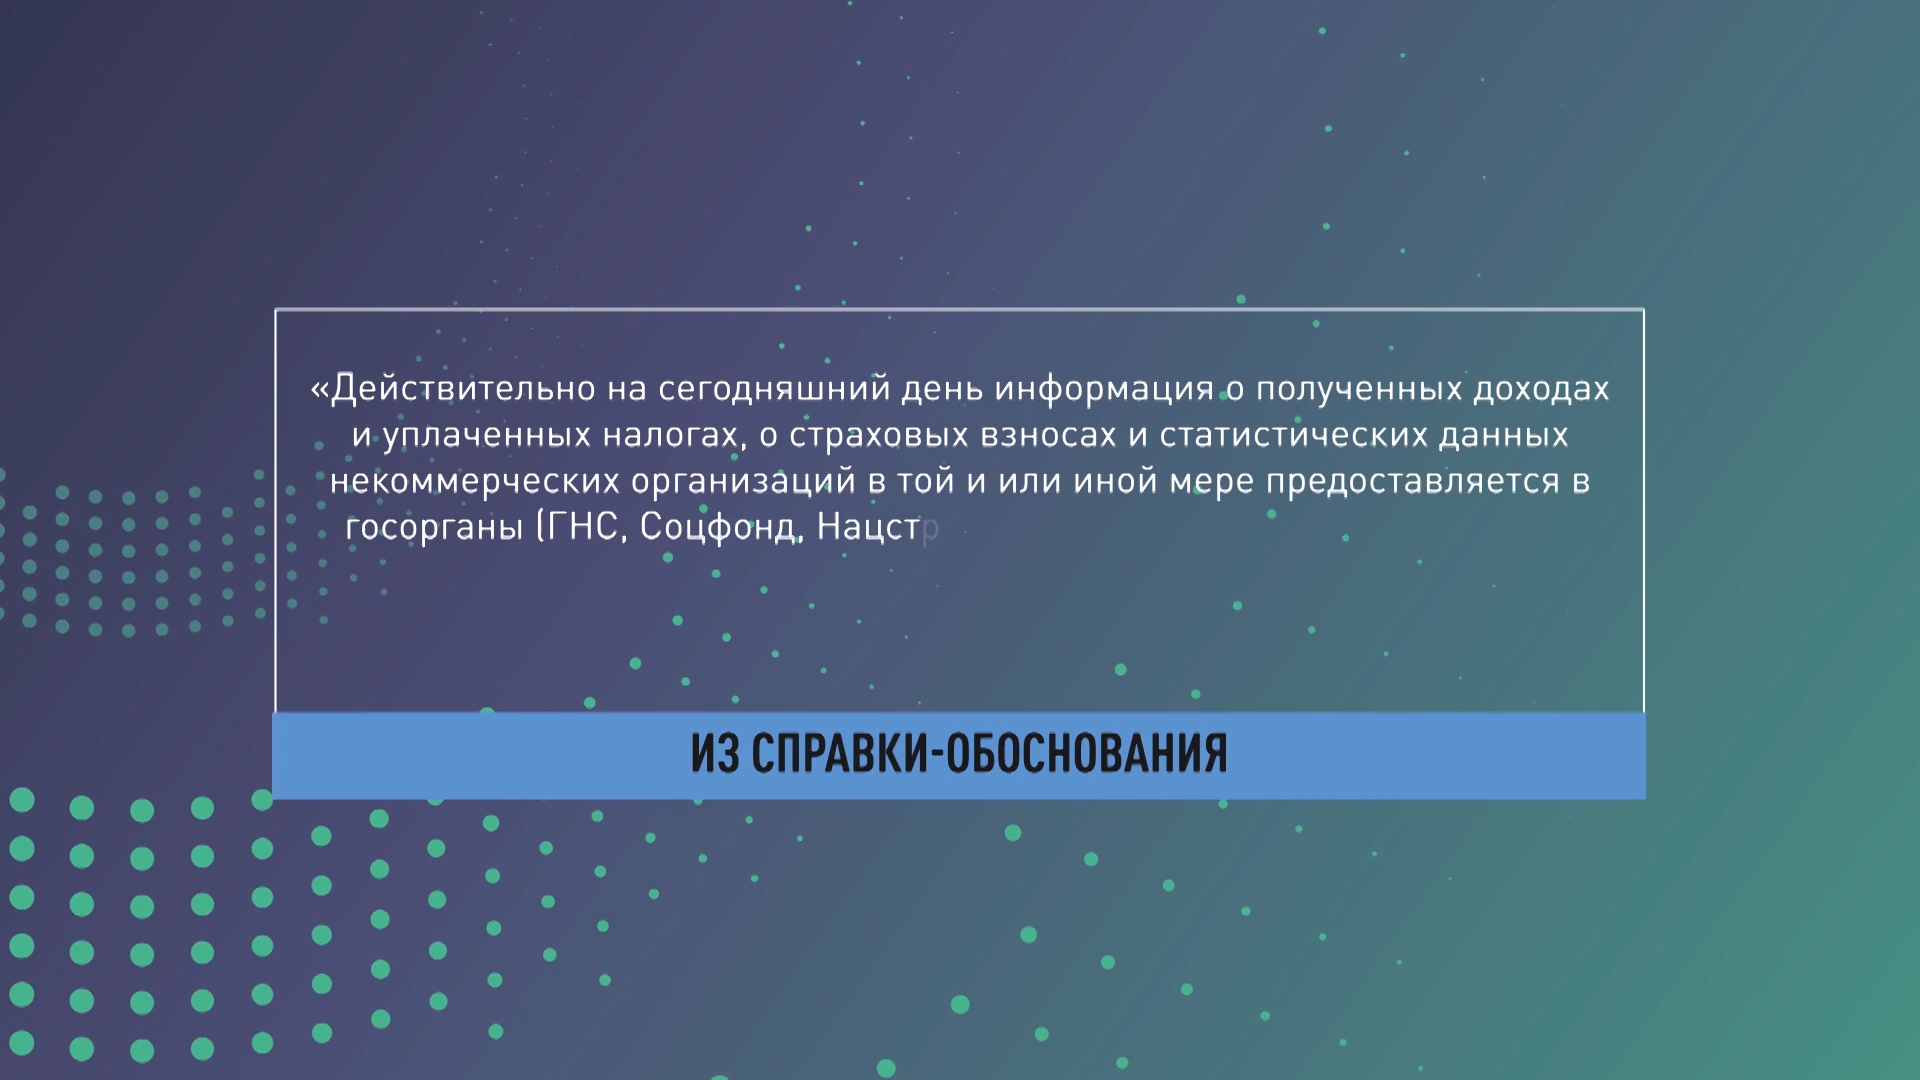 «Действительно на сегодняшний день информация о полученных доходах
и уплаченных налогах, о страховых взносах и статистических данных
некоммерческих организаций в той и или иной мере предоставляется в
госорганы (ГНС, Соцфонд, Нацстр
ИЗ СПРАВКИ-ОБОСНОВАНИЯ